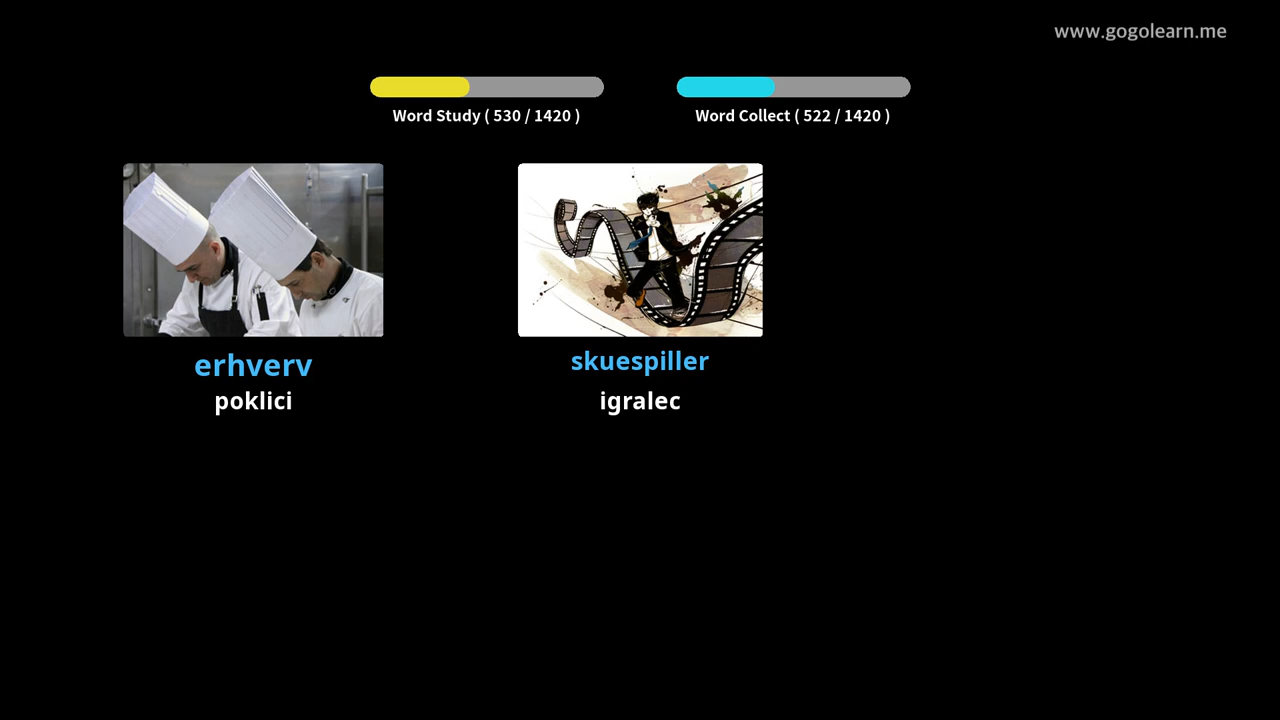 www.gogolearn.me
Word Study ( 530 / 1420 )
Word Collect ( 522 / 1420 )
erhverv
poklici
skuespiller
igralec